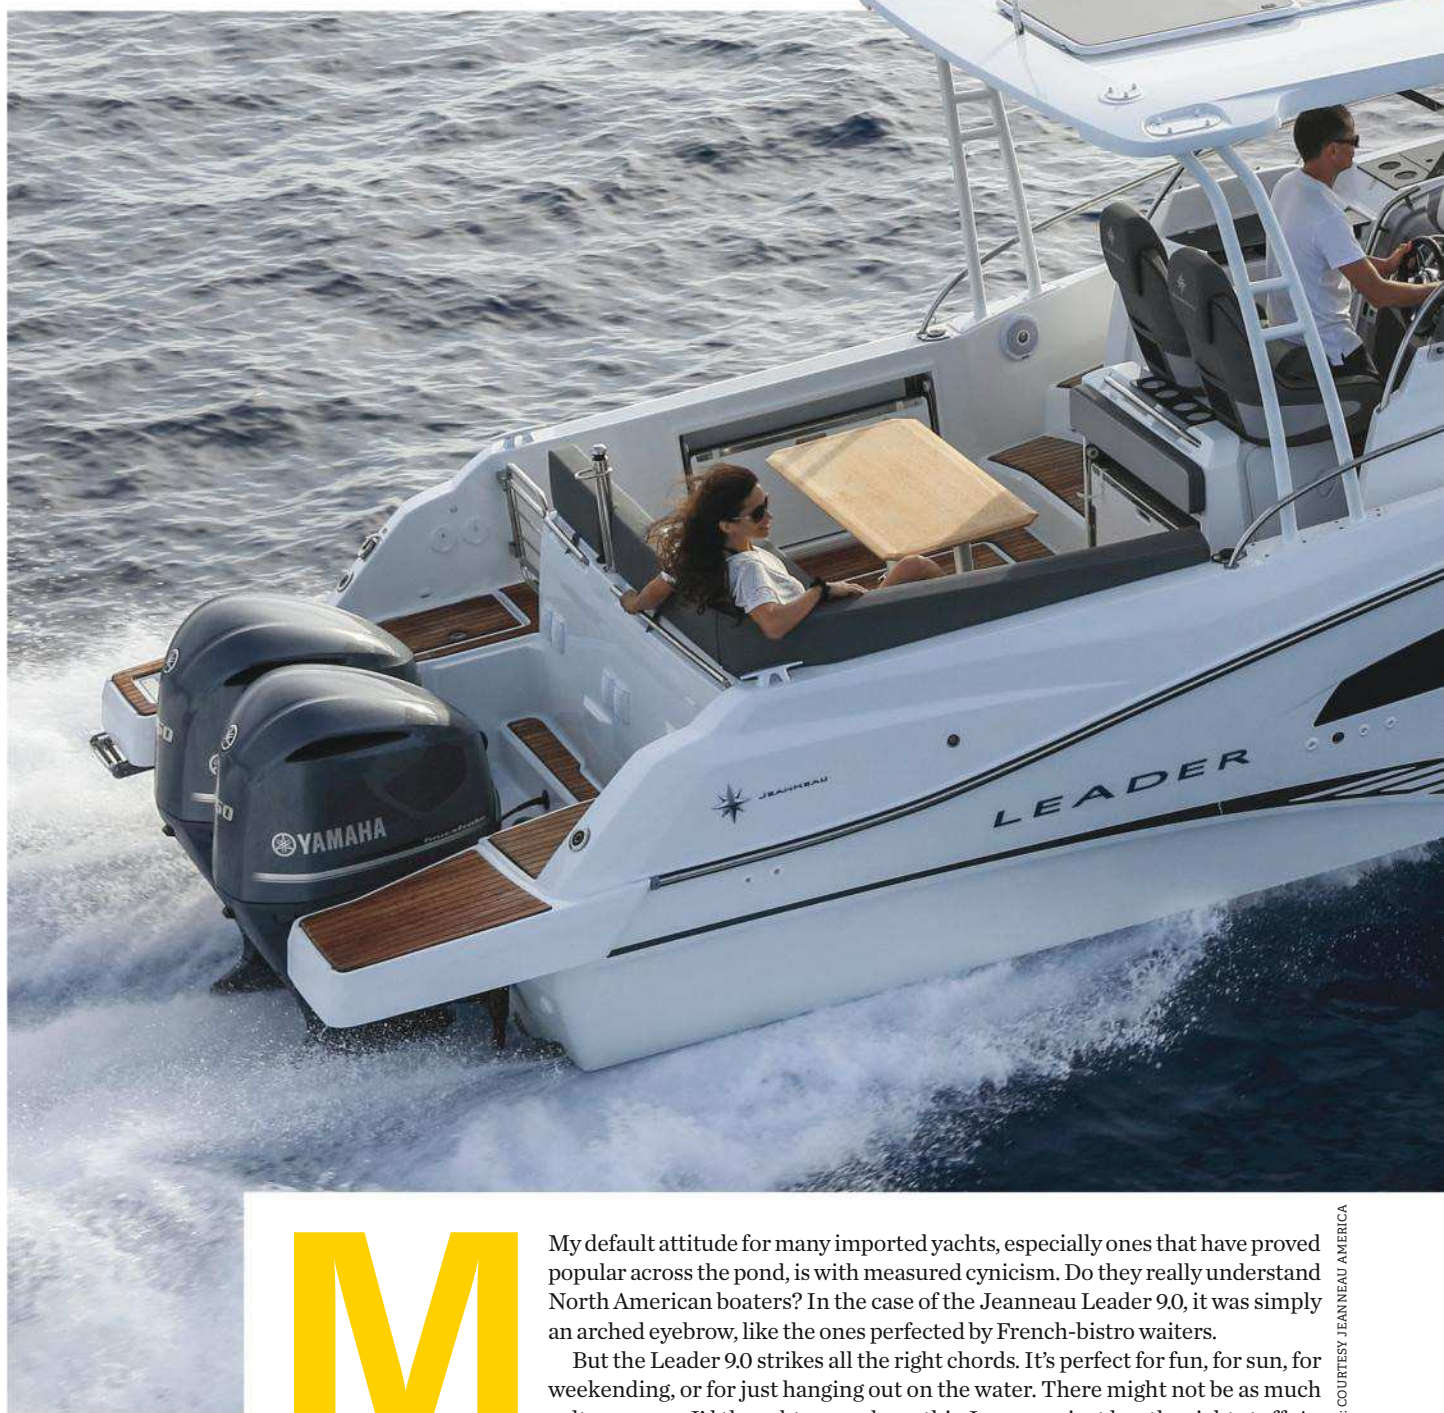 YAMAHA
JEANNEAU
LEADER
M
My default attitude for many imported yachts, especially ones that have proved
popular across the pond, is with measured cynicism. Do they really understand
North American boaters? In the case of the Jeanneau Leader 9.0, it was simply
an arched eyebrow, like the ones perfected by French-bistro waiters.
But the Leader 9.0 strikes all the right chords. It’s perfect for fun, for sun, for
weekending, or for just hanging out on the water. There might not be as much
COURTESY JEANNEAU AMERICA